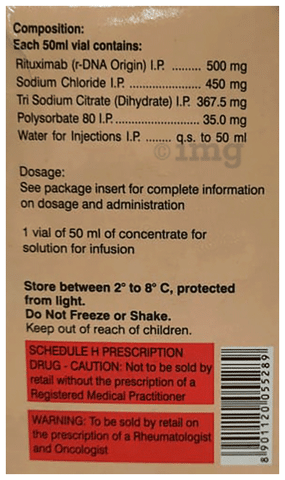 Composition:
Each 50ml vial contains:
Rituximab (r-DNA Origin) I.P. .......... 500 mg
Sodium Chloride I.P. ...................... 450 mg
Tri Sodium Citrate (Dihydrate) I.P. 367.5 mg
Polysorbate 80 I.P......................... 35.0 mg
Water for Injections I.P. ....... q.s. to 50 ml
©img
Dosage:
See package insert for complete information
on dosage and administration
1 vial of 50 ml of concentrate for
solution for infusion
Store between 2° to 8° C, protected
from light.
Do Not Freeze or Shake.
Keep out of reach of children.
SCHEDULE H PRESCRIPTION
DRUG - CAUTION: Not to be sold by
retail without the prescription of a
Registered Medical Practitioner
WARNING: To be sold by retail on
the prescription of a Rheumatologist
and Oncologist
8 901120 055289